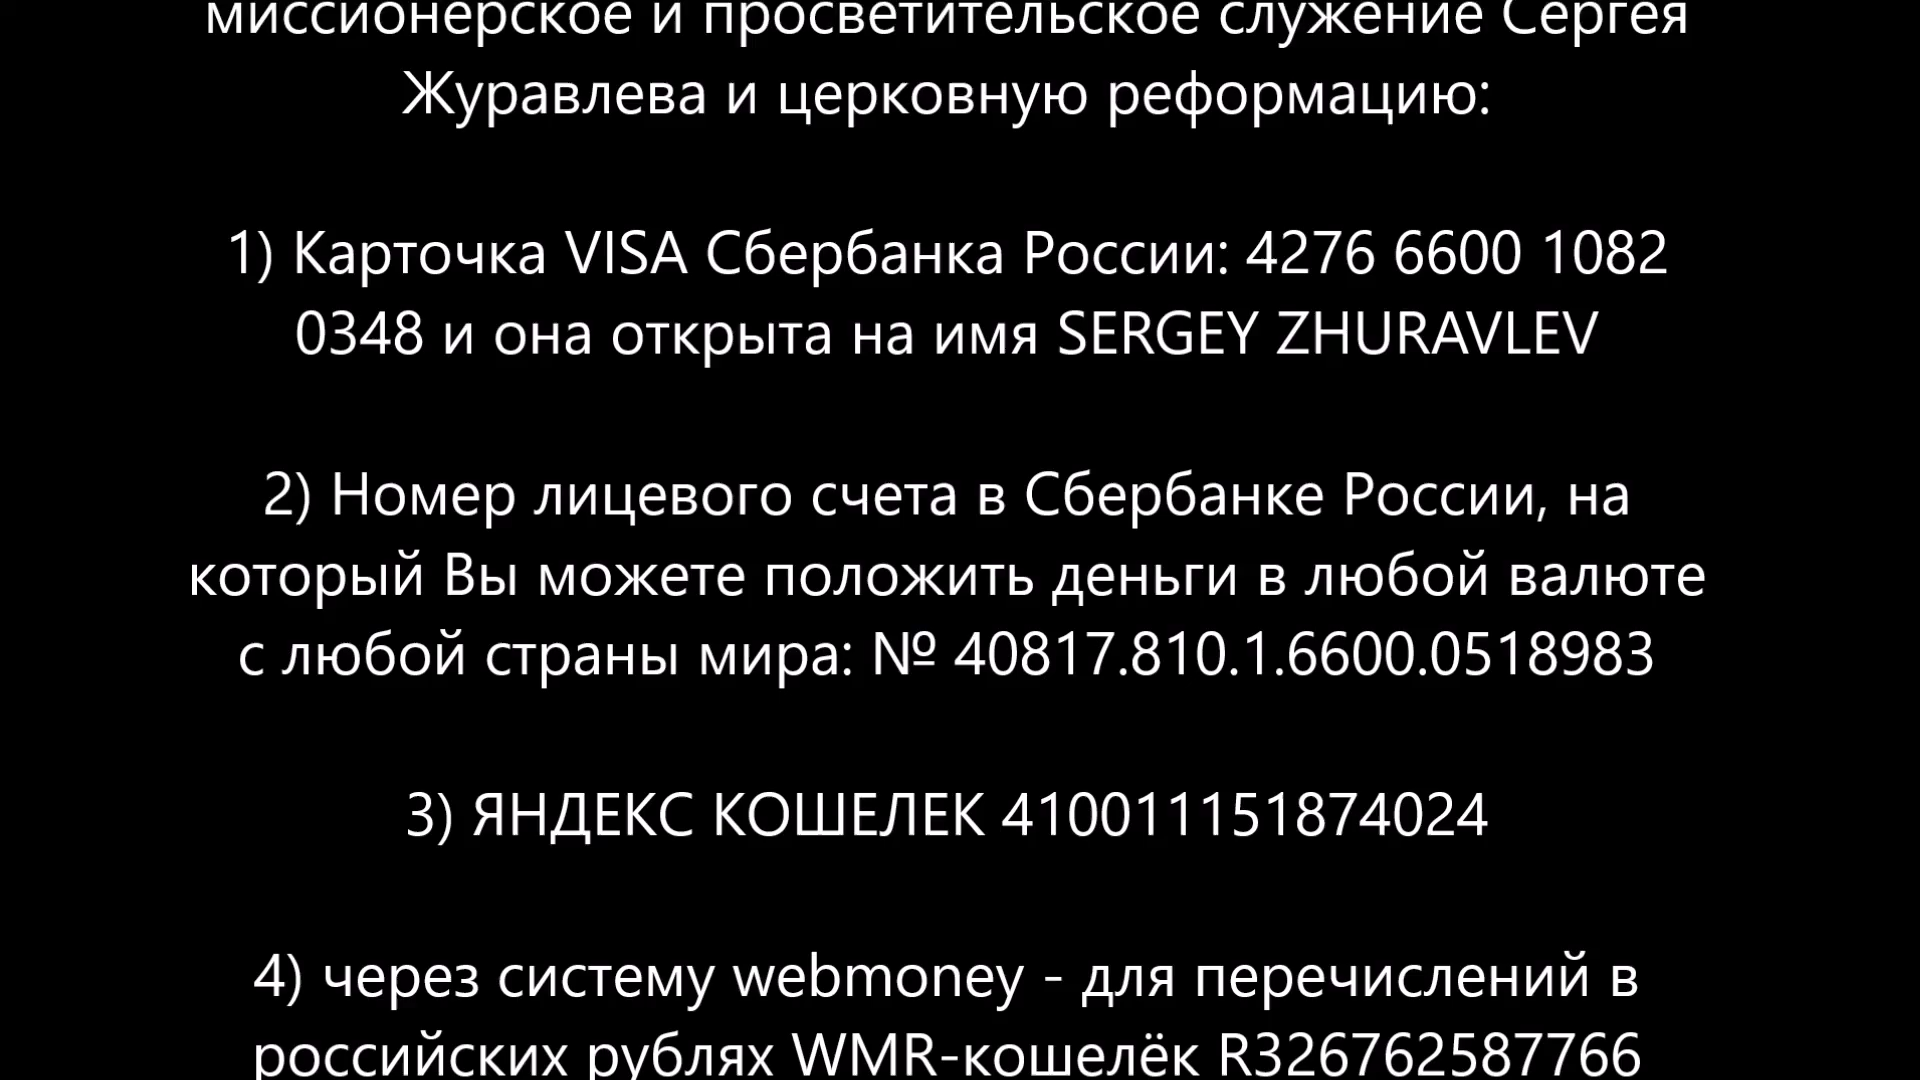 миссионерское и просветительское служение Сергея
Журавлева и церковную реформацию:
1) Карточка VISA Сбербанка России: 4276 6600 1082
0348 и она открыта на имя SERGEY ZHURAVLEV
2) Номер лицевого счета в Сбербанке России, на
который Вы можете положить деньги в любой валюте
с любой страны мира: № 40817.810.1.6600.0518983
3) ЯНДЕКС КОШЕЛЕК 410011151874024
4) через систему webmoney - для перечислений в
российских рублях WMR-кошелёк R326762587766